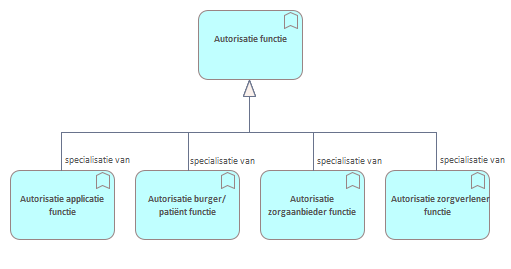 Autorisatie functie
specialisatie van specialisatie van specialisatie van specialisatie van
Autorisatie applicatie
functie
Autorisatie burger/
patiënt functie
Autorisatie
zorgaanbieder functie
Autorisatie zorgverlener
functie